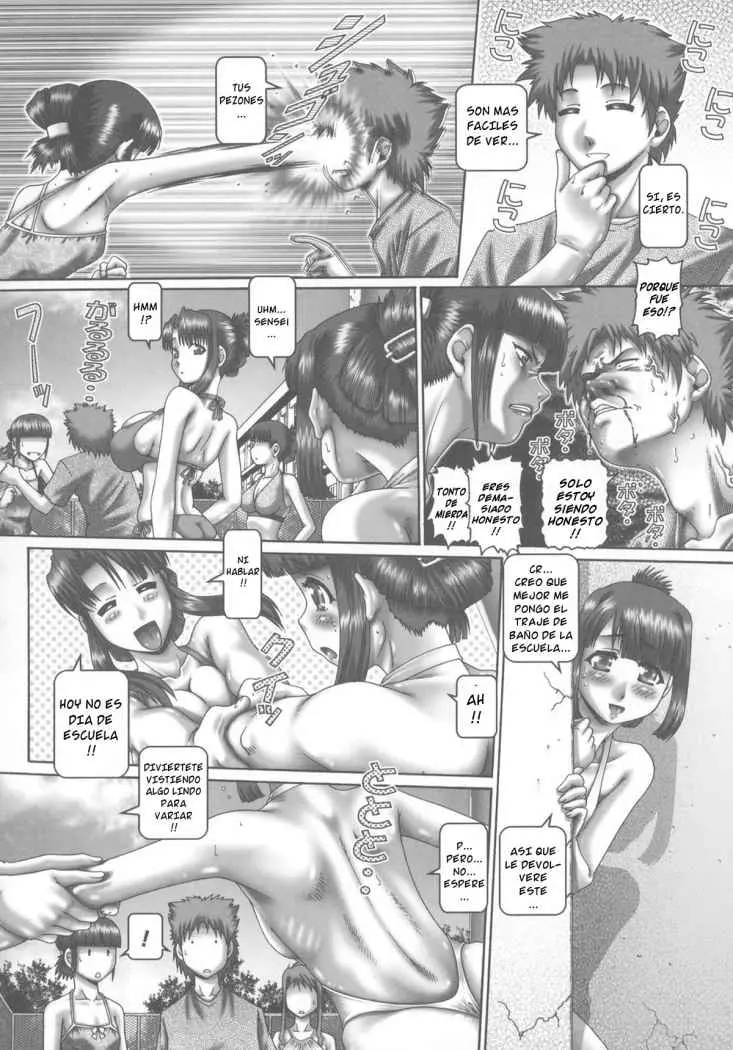 TUS
PEZONES
...
SON MAS
FACILES
DE VER...
SI, ES
CIERTO.
にこ
にこ
にこ
にこ
HMM
!?
UHM...
SENSEI
がるるる…
フーッ
PORQUE
FUE
ESO!?
SOLO
ESTOY
SIENDO
HONESTO
!!
ERES
DEMA-
SIADO
HONESTO
!!
TONTO
DE
MIERDA
!!
ボタ・
ボタ・
ボタ・
NI
HABLAR
!!
HOY NO ES
DIA DE
ESCUELA
!!
AH
!!
CR...
CREO QUE
MEJOR ME
PONGO EL
TRAJE DE
BAÑO DE LA
ESCUELA...
ASI QUE
LE DEVOL-
VERE
ESTE
...
DIVIERTETE
VISTIENDO
ALGO LINDO
PARA
VARIAR
!!
P...
PERO...
NO...
ESPERE
...
とととと…
...!